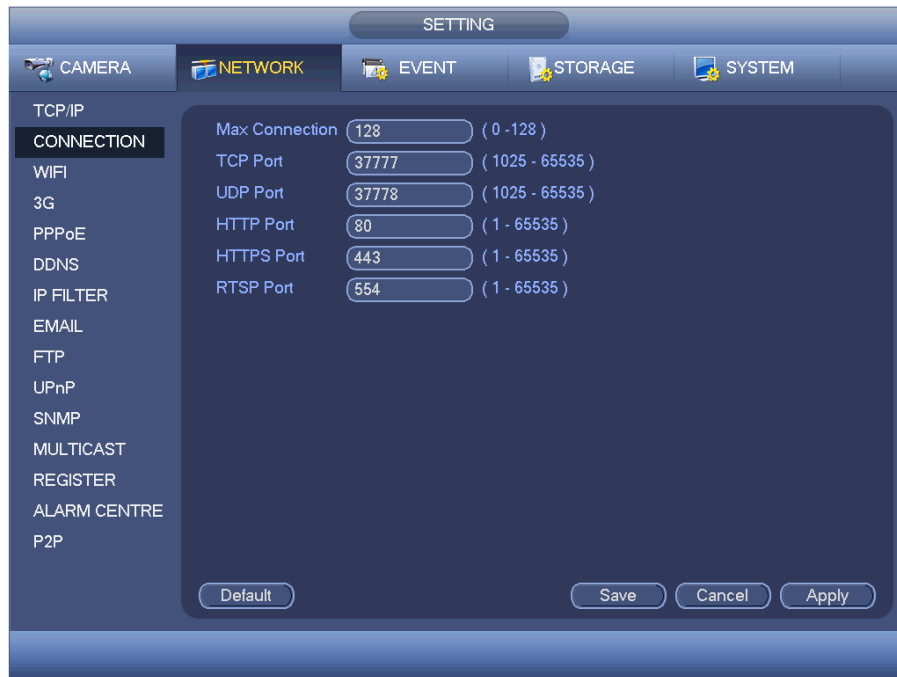 SETTING
CAMERA NETWORK EVENT STORAGE SYSTEM
TCP/IP
CONNECTION
WIFI
3G
PPPoE
DDNS
IP FILTER
EMAIL
FTP
UPnP
SNMP
MULTICAST
REGISTER
ALARM CENTRE
P2P
Max Connection 128 ( 0 -128 )
TCP Port 37777 ( 1025 - 65535 )
UDP Port 37778 ( 1025 - 65535 )
HTTP Port 80 ( 1 - 65535 )
HTTPS Port 443 ( 1 - 65535 )
RTSP Port 554 ( 1 - 65535 )
Default Save Cancel Apply